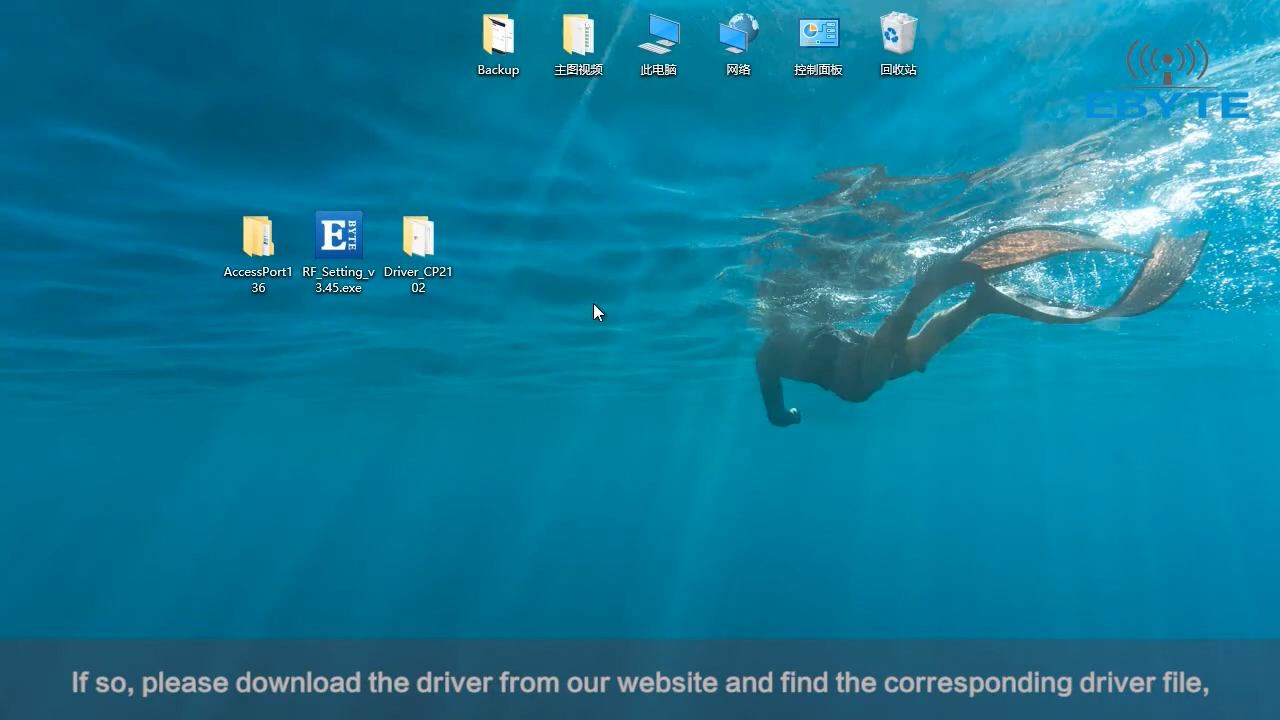 Backup
主图视频
此电脑
网络
控制面板
回收站
EBYTE
E
BYTE
AccessPort1
36
RF_Setting_v
3.45.exe
Driver_CP21
02
If so, please download the driver from our website and find the corresponding driver file,